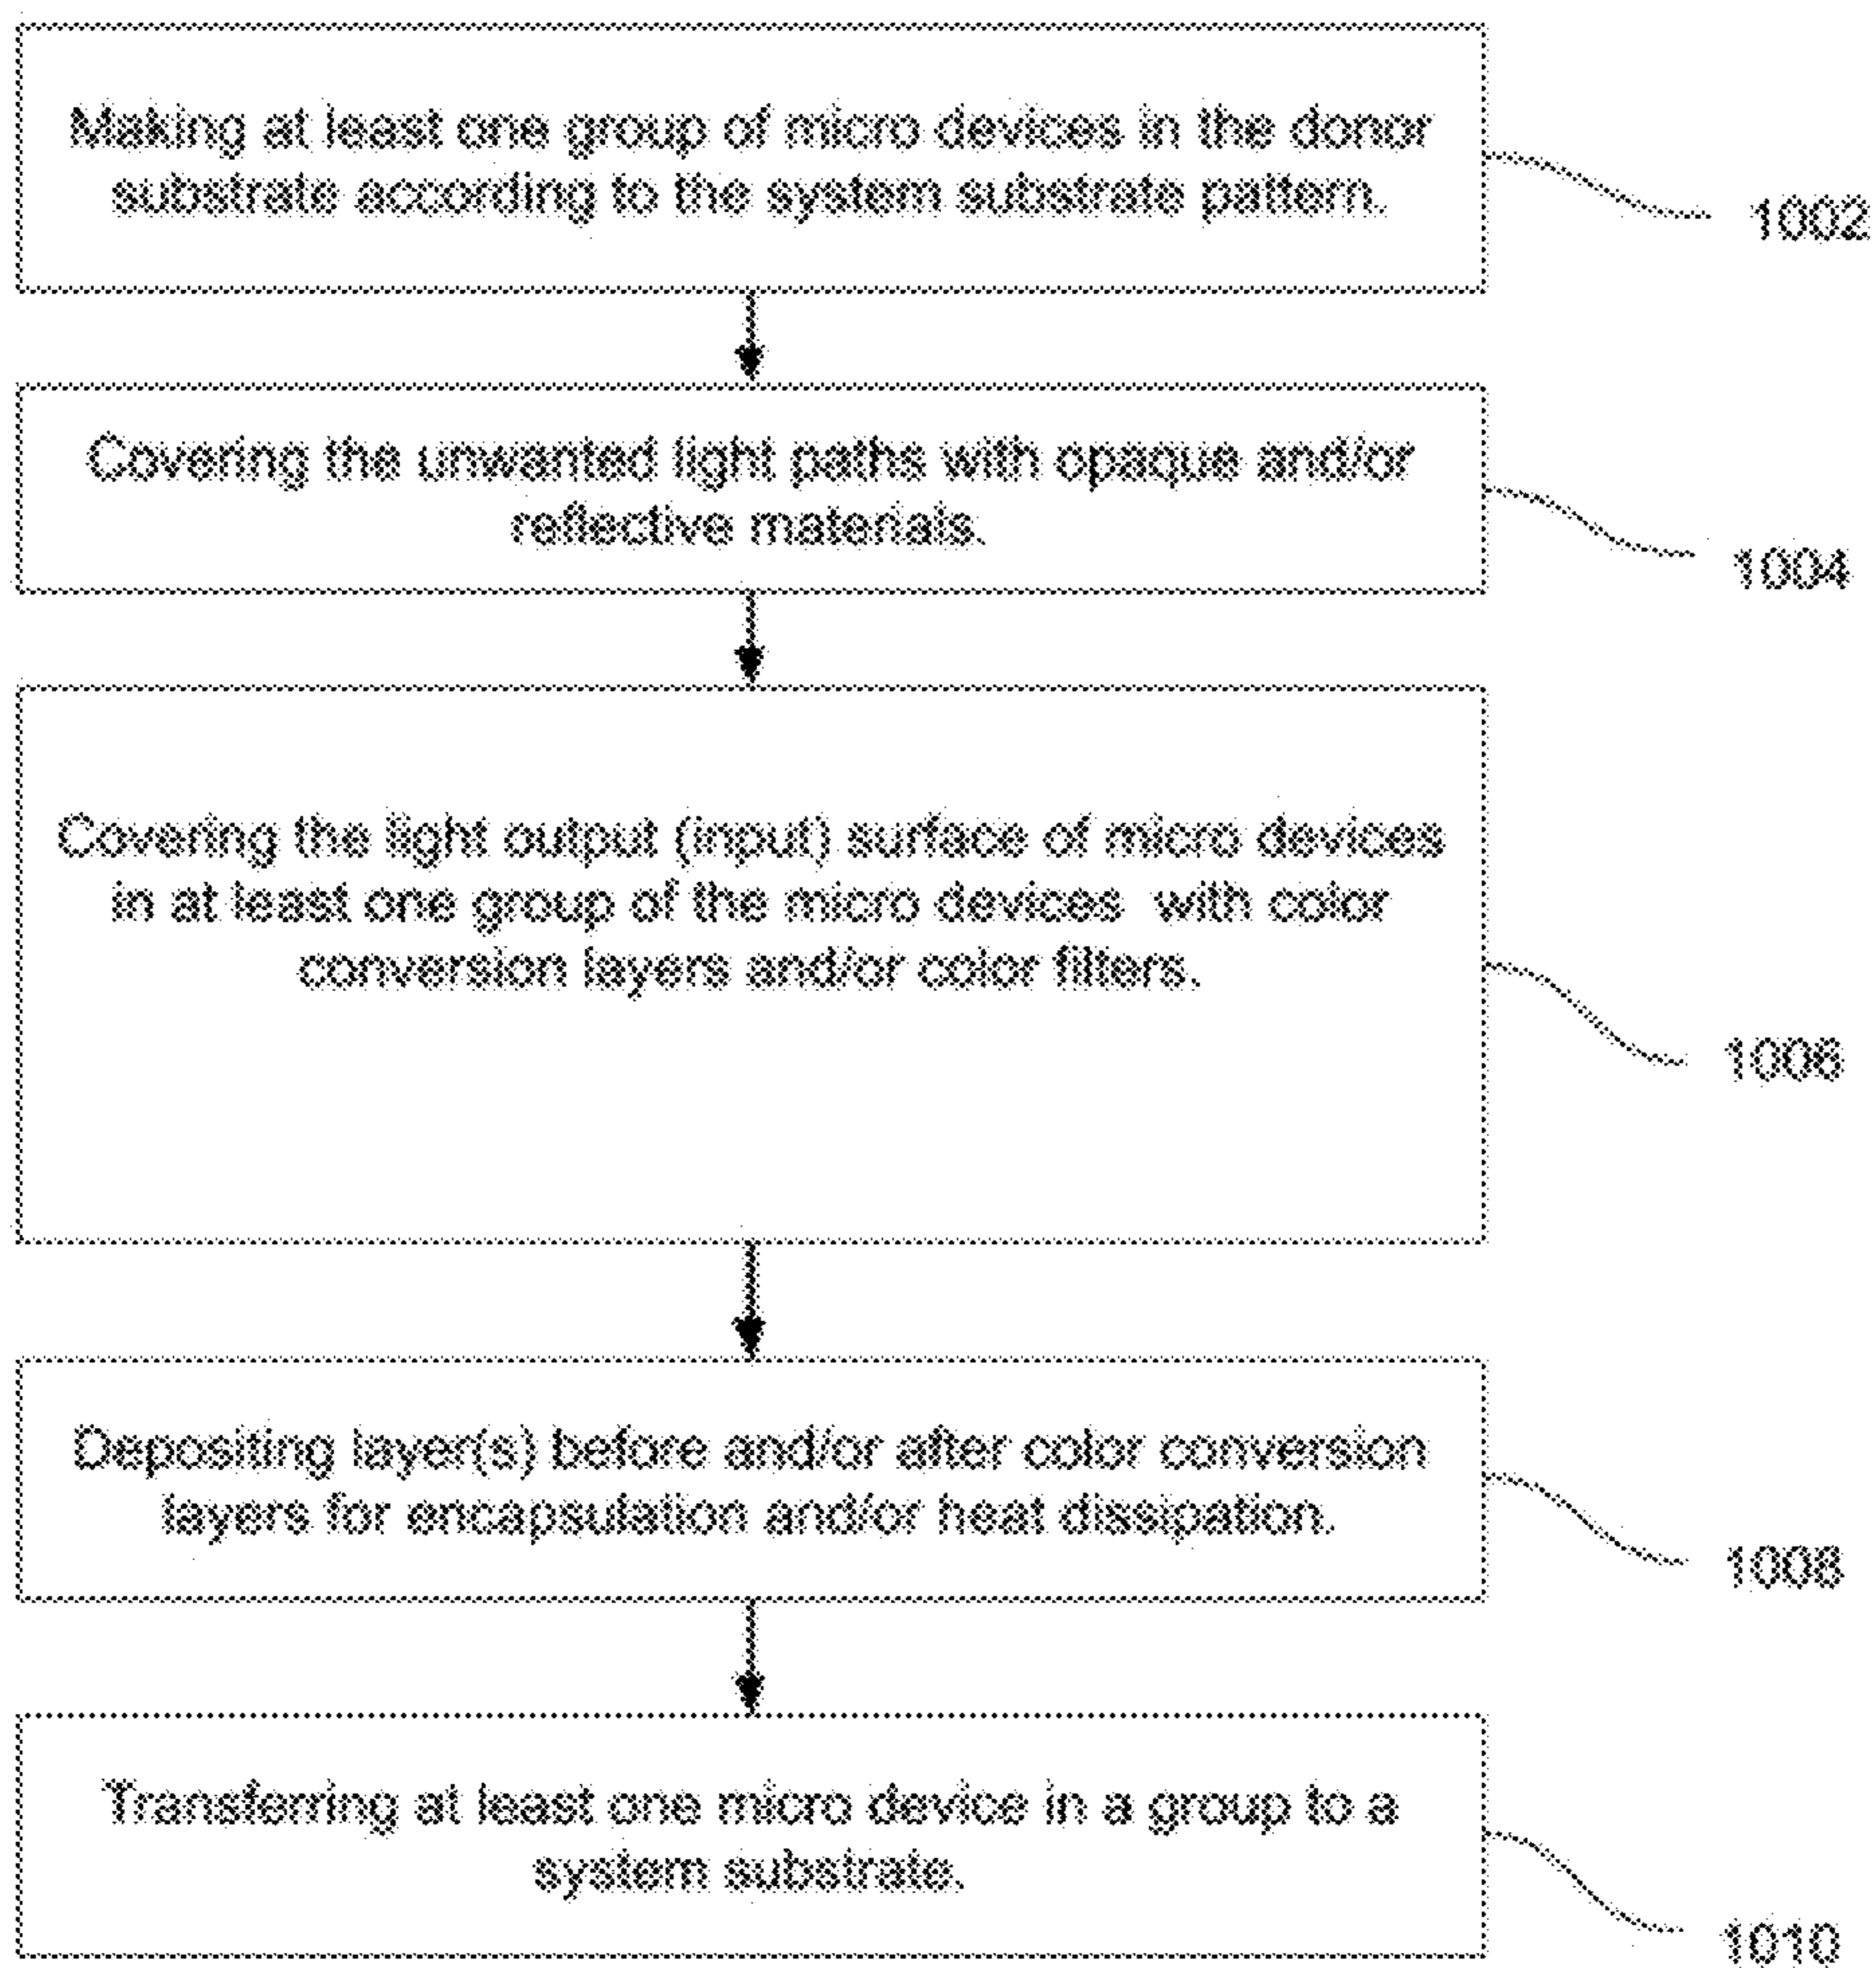 Making at least one group of micro devices in the donor
substrate according to the system substrate pattern.
1002
Covering the unwanted light paths with opaque and/or
reflective materials.
1004
Covering the light output (input) surface of micro devices
in at least one group of the micro devices with color
conversion layers and/or color filters.
1006
Depositing layer(s) before and/or after color conversion
layers for encapsulation and/or heat dissipation.
1008
Transferring at least one micro device in a group to a
system substrate.
1010